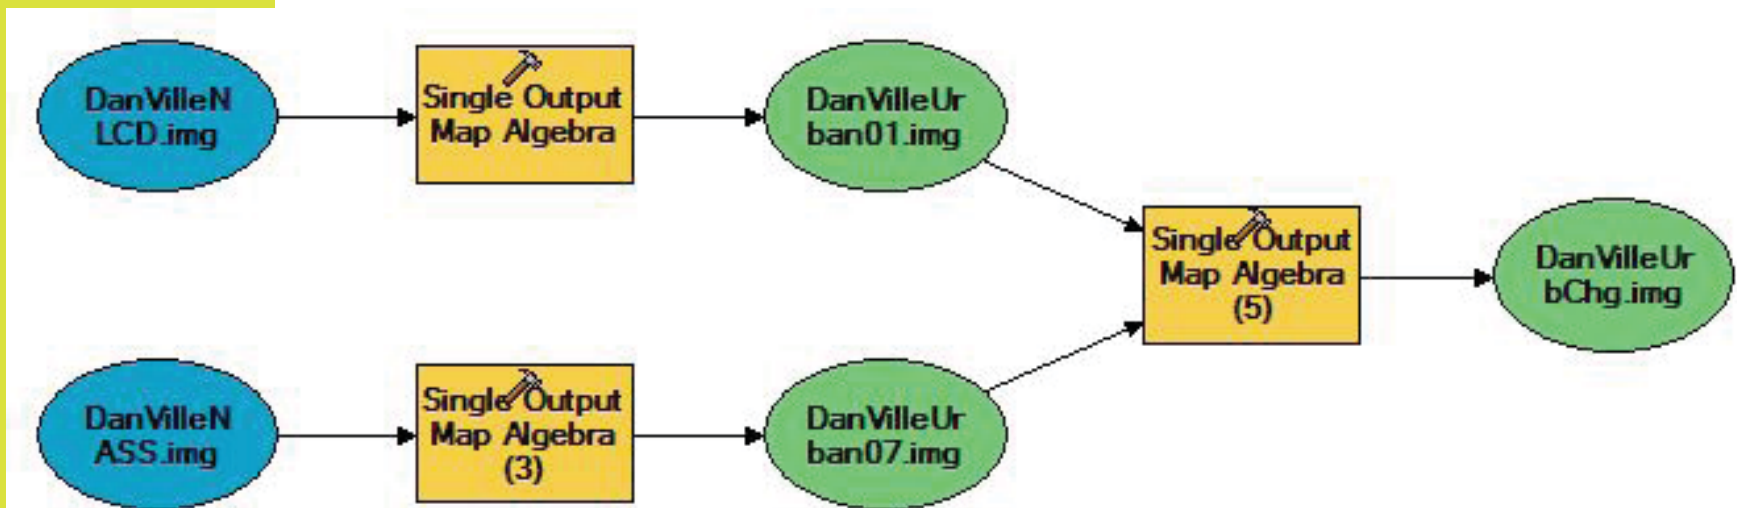 DanVilleN
LCD.img
Single Output
Map Algebra
DanVilleUr
ban01.img
Single Output
Map Algebra
(5)
DanVilleUr
bChg.img
DanVilleN
ASS.img
Single Output
Map Algebra
(3)
DanVilleUr
ban07.img